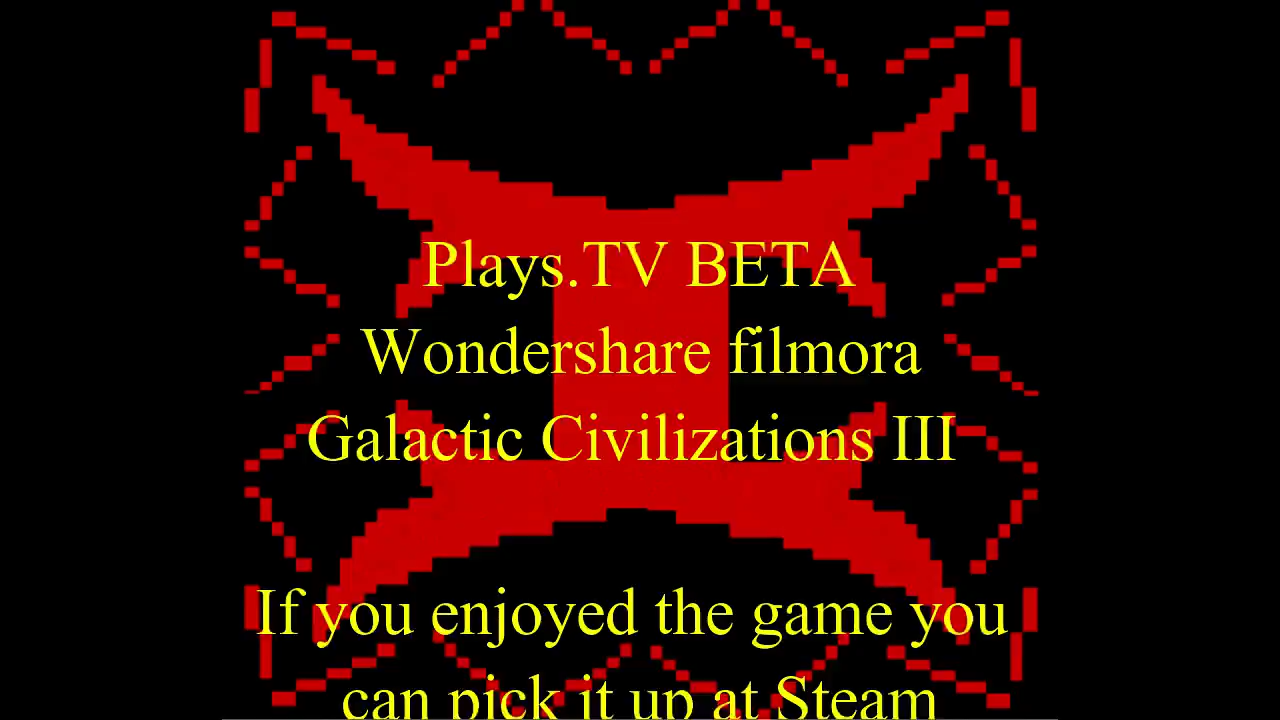 Plays.TV BETA
Wondershare filmora
Galactic Civilizations III
If you enjoyed the game you
can pick it up at Steam